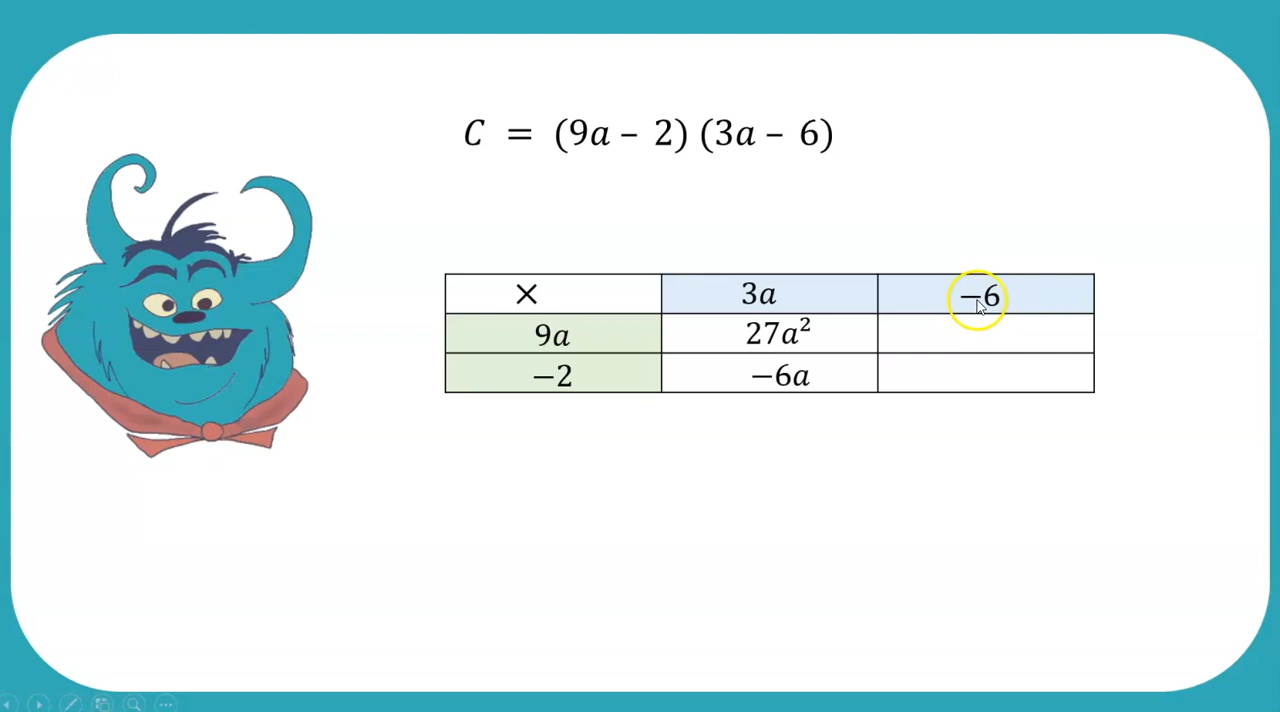 C = (9a – 2) (3a – 6)
× 3a −6
9a 27a²
−2 −6a